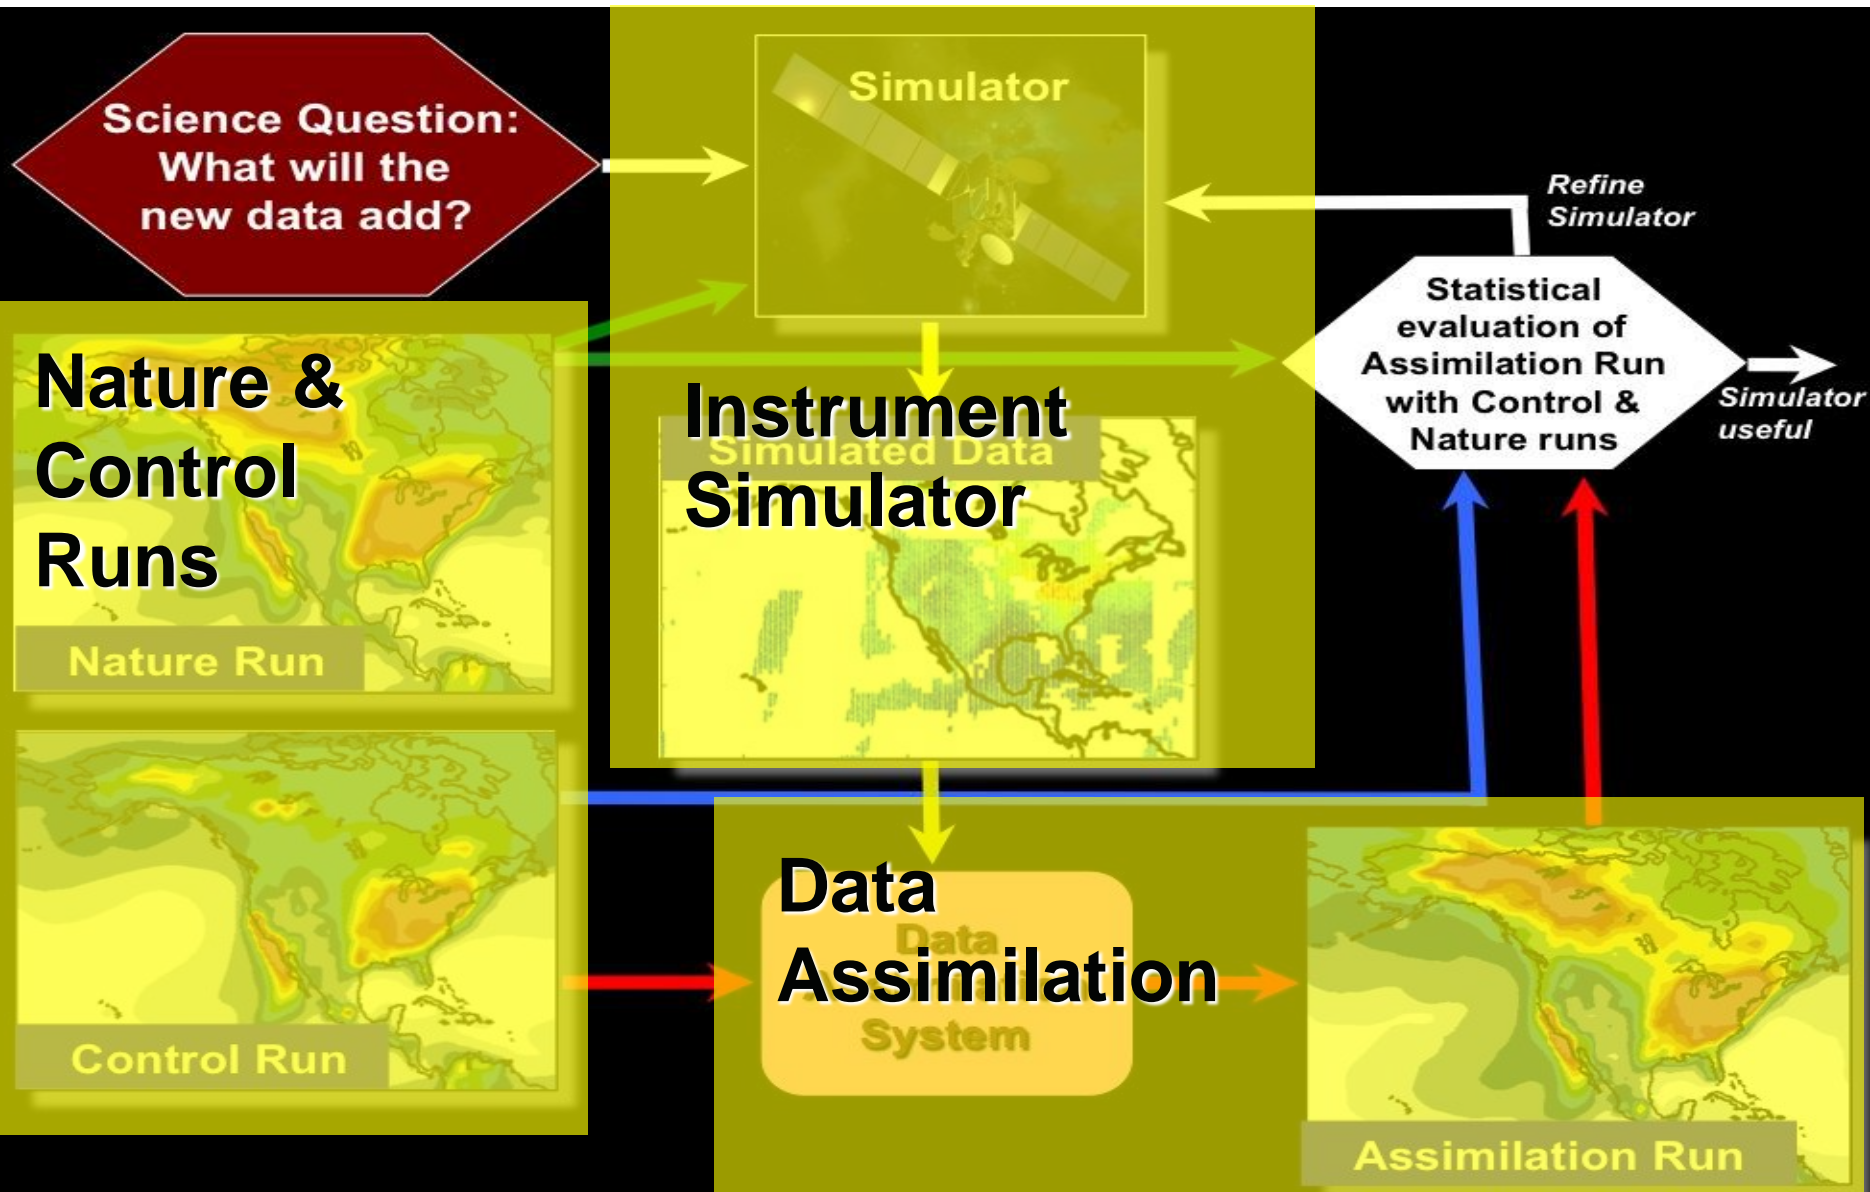 Science Question:
What will the
new data add?
Simulator
Refine
Simulator
Statistical
evaluation of
Assimilation Run
with Control &
Nature runs
Simulator
useful
Nature &
Control
Runs
Nature Run
Instrument
Simulated Data
Simulator
Control Run
Data
Data
Assimilation
System
Assimilation Run